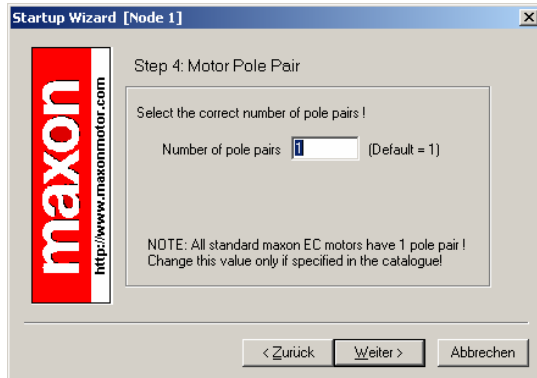 Startup Wizard [Node 1]
maxon
http://www.maxonmotor.com
Step 4: Motor Pole Pair
Select the correct number of pole pairs !
Number of pole pairs 1 (Default = 1)
NOTE: All standard maxon EC motors have 1 pole pair !
Change this value only if specified in the catalogue!
< Zurück Weiter > Abbrechen